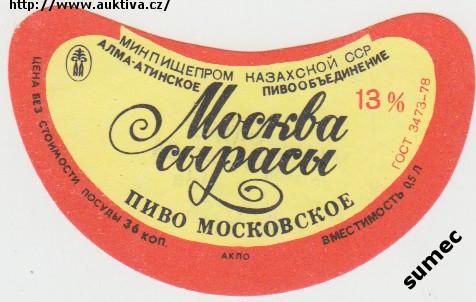 http://www.auktiva.cz/
МИНПИЩЕПРОМ КАЗАХСКОЙ ССР
АЛМА-АТИНСКОЕ ПИВООБЪЕДИНЕНИЕ
АА
13%
Москва
сырасы
ПИВО МОСКОВСКОЕ
ЦЕНА БЕЗ СТОИМОСТИ ПОСУДЫ 36 КОП.
АКПО
ВМЕСТИМОСТЬ 0,5 Л
ГОСТ 3473-78
sumec